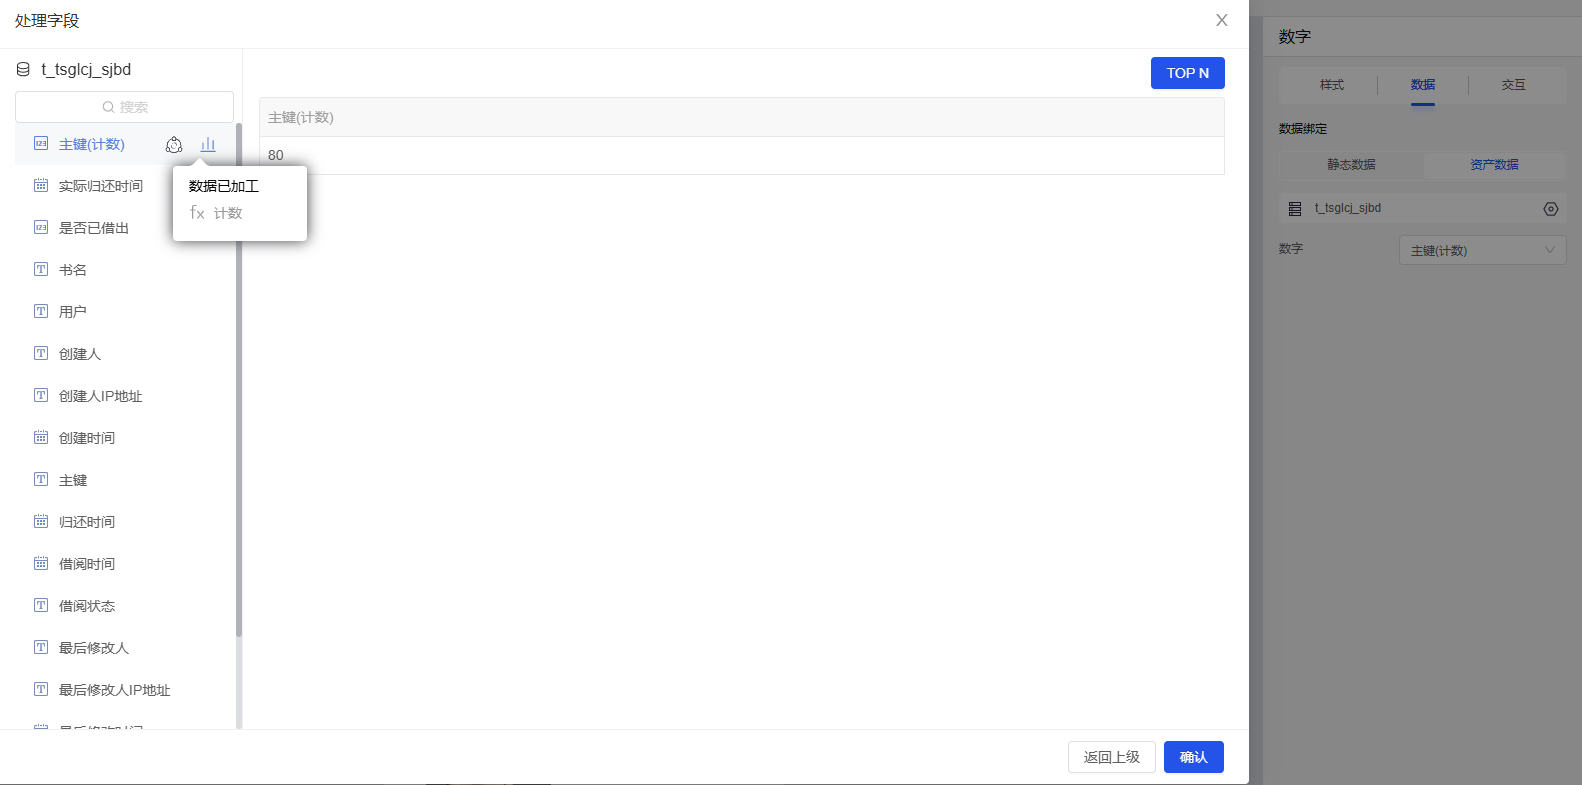 处理字段
X
t_tsglcj_sjbd
搜索
主键(计数)
数据已加工
fx 计数
实际归还时间
是否已借出
书名
用户
创建人
创建人IP地址
创建时间
主键
归还时间
借阅时间
借阅状态
最后修改人
最后修改人IP地址
最后修改时间
TOP N
主键(计数)
80
返回上级
确认
数字
样式
数据
交互
数据绑定
静态数据
资产数据
t_tsglcj_sjbd
数字
主键(计数)